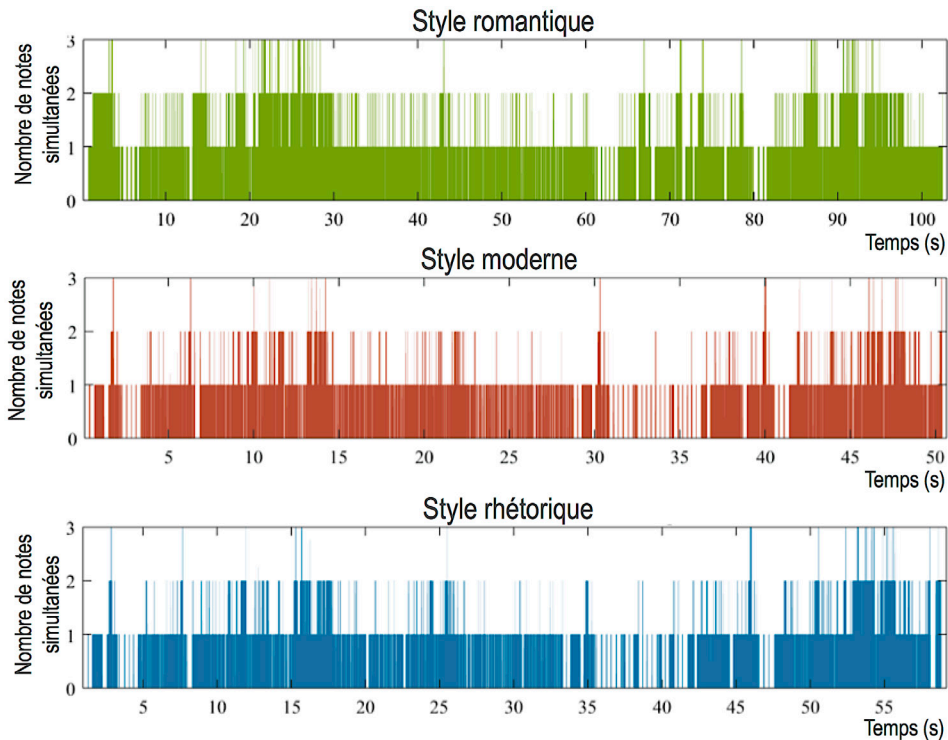 Style romantique
Nombre de notes
simultanées
3
2
1
0
10 20 30 40 50 60 70 80 90 100
Temps (s)
Style moderne
Nombre de notes
simultanées
3
2
1
0
5 10 15 20 25 30 35 40 45 50
Temps (s)
Style rhétorique
Nombre de notes
simultanées
3
2
1
0
5 10 15 20 25 30 35 40 45 50 55
Temps (s)